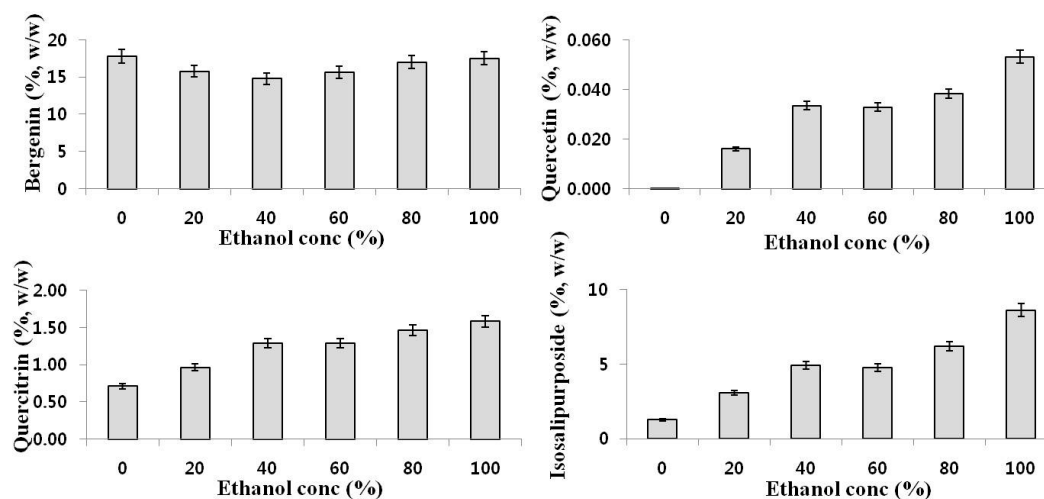 Bergenin (%, w/w)
20
15
10
5
0
0 20 40 60 80 100
Ethanol conc (%)
Quercetin (%, w/w)
0.060
0.040
0.020
0.000
0 20 40 60 80 100
Ethanol conc (%)
Quercitrin (%, w/w)
2.00
1.50
1.00
0.50
0.00
0 20 40 60 80 100
Ethanol conc (%)
Isosalipurposide (%, w/w)
10
5
0
0 20 40 60 80 100
Ethanol conc (%)